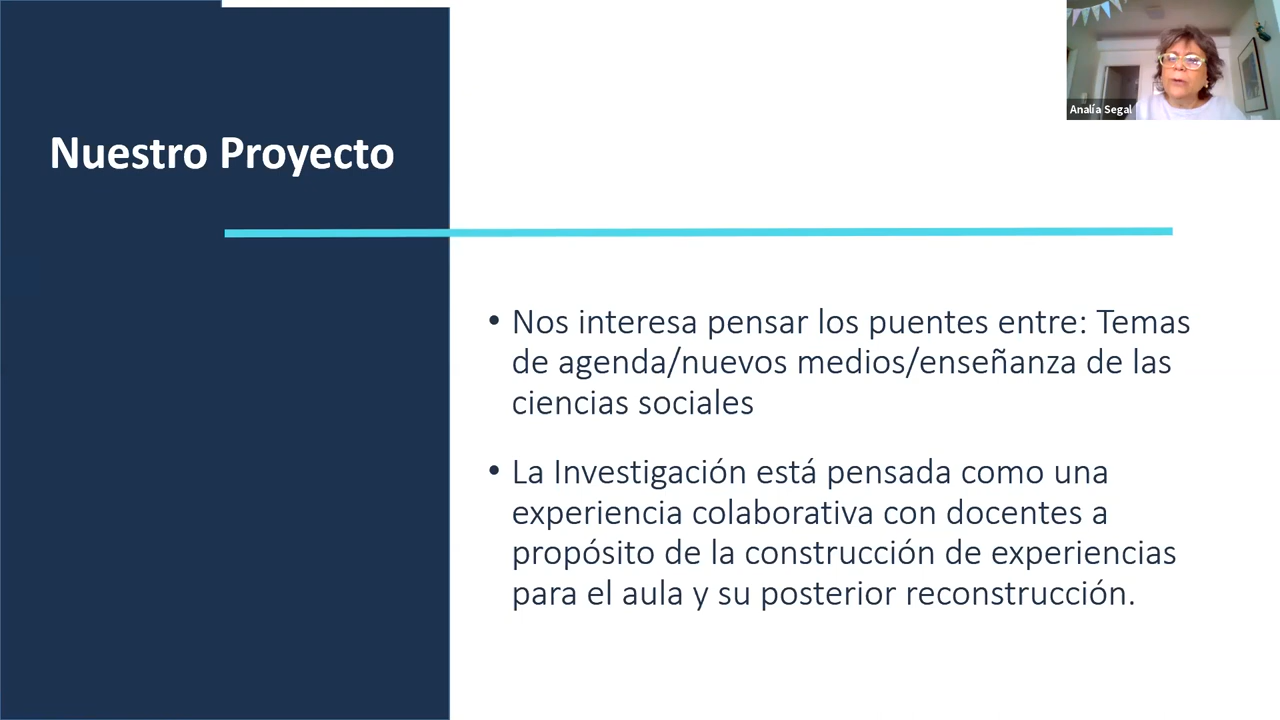 Nuestro Proyecto
Analía Segal
• Nos interesa pensar los puentes entre: Temas
de agenda/nuevos medios/enseñanza de las
ciencias sociales
• La Investigación está pensada como una
experiencia colaborativa con docentes a
propósito de la construcción de experiencias
para el aula y su posterior reconstrucción.